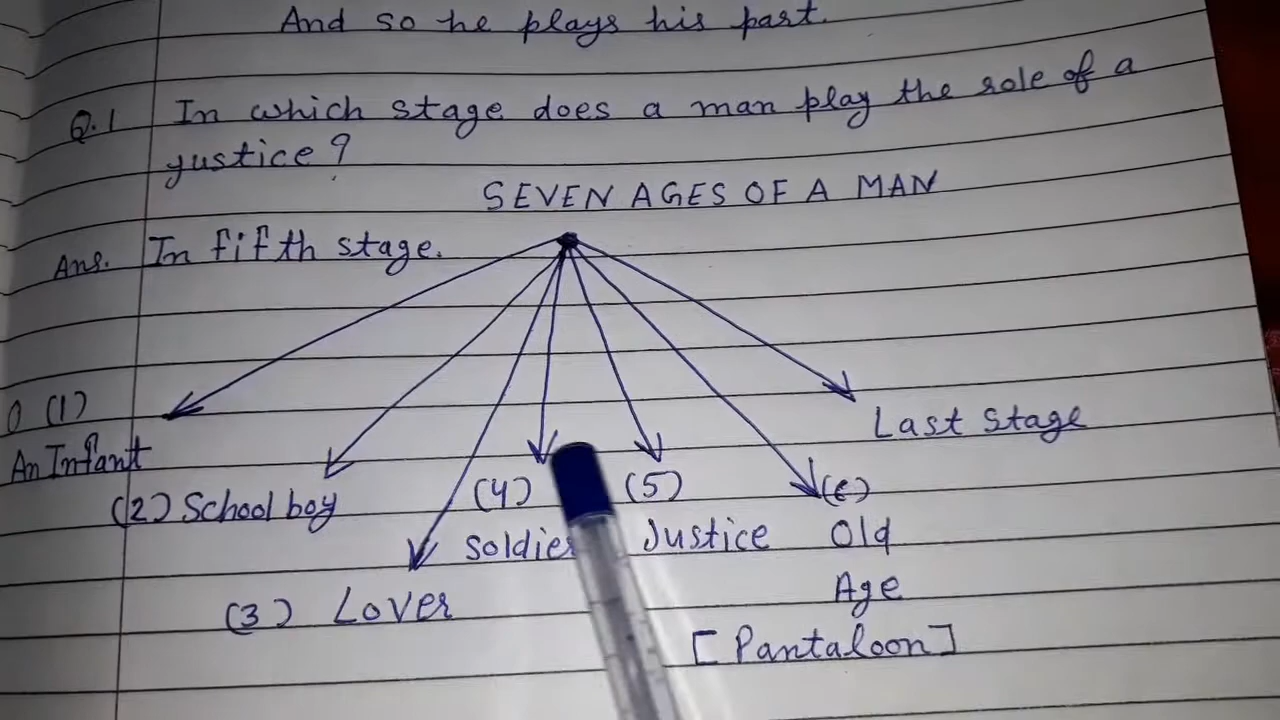 And so he plays his part.
Q.1 In which stage does a man play the role of a
justice?
SEVEN AGES OF A MAN
Ans. In fifth stage.
(1)
An Infant
(2) School boy
(3) Lover
(4)
Soldier
(5)
Justice
(6)
Old
Age
[Pantaloon]
Last Stage